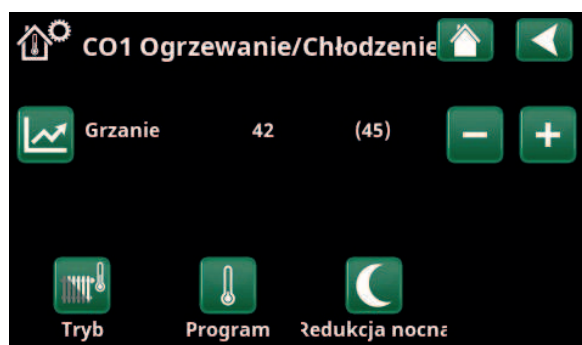 CO1 Ogrzewanie/Chłodzenie
Grzanie 42 (45)
Tryb Program Redukcja nocna